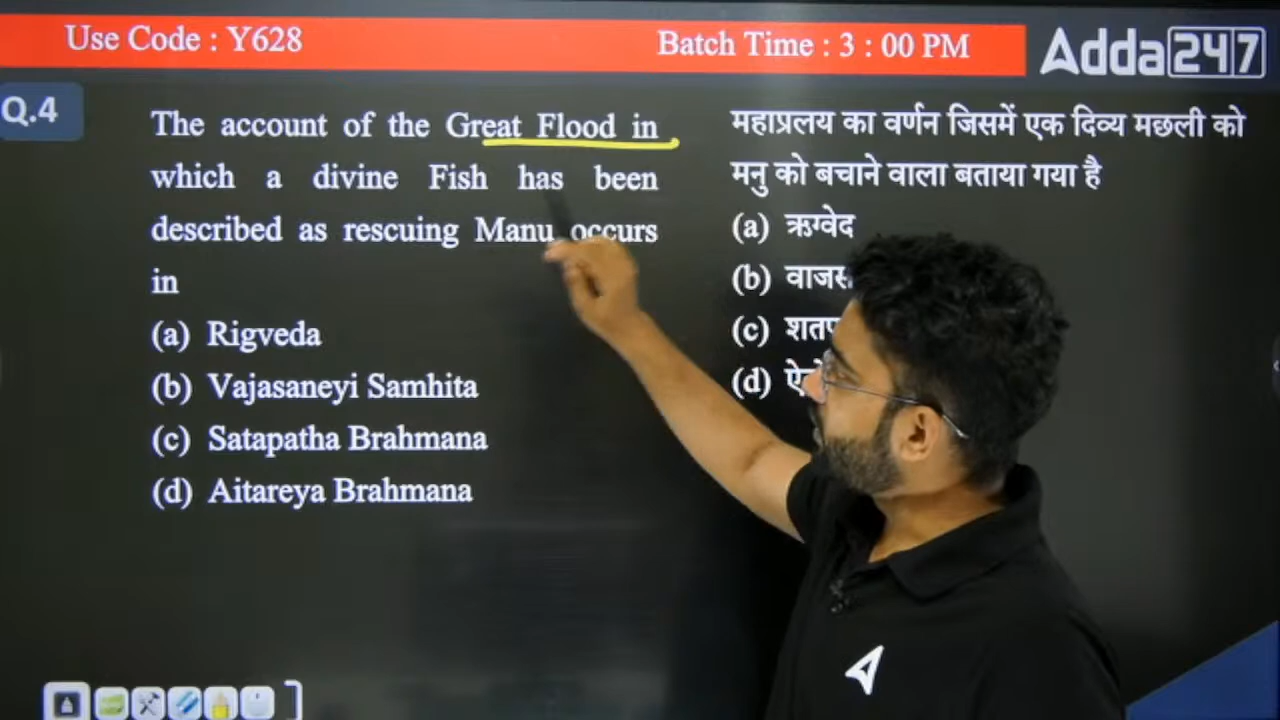 Use Code : Y628
Batch Time : 3 : 00 PM
Adda247
Q.4
The account of the Great Flood in
which a divine Fish has been
described as rescuing Manu occurs
in
(a) Rigveda
(b) Vajasaneyi Samhita
(c) Satapatha Brahmana
(d) Aitareya Brahmana
महाप्रलय का वर्णन जिसमें एक दिव्य मछली को
मनु को बचाने वाला बताया गया है
(a) ऋग्वेद
(b)
(c)
(d)